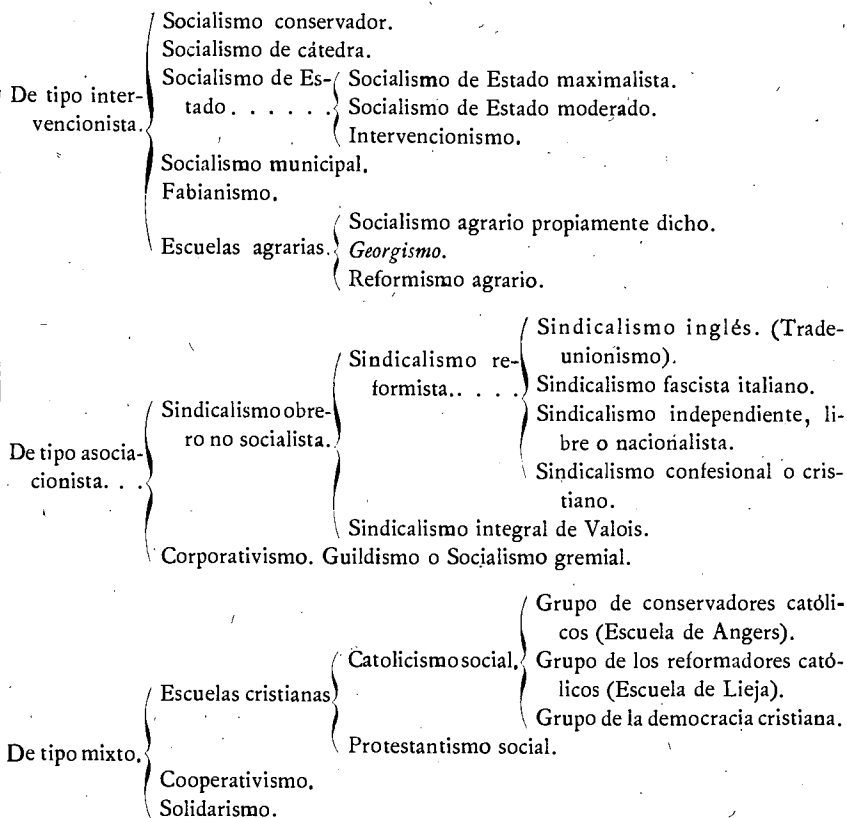 Socialismo conservador.
Socialismo de cátedra.
Socialismo de Es-
tado . . . . . .
Socialismo de Estado maximalista.
Socialismo de Estado moderado.
Intervencionismo.
De tipo inter-
vencionista.
Socialismo municipal.
Fabianismo.
Escuelas agrarias.
Socialismo agrario propiamente dicho.
Georgismo.
Reformismo agrario.
De tipo asocia-
cionista. . .
Sindicalismo obre-
ro no socialista.
Sindicalismo re-
formista.. . . .
Sindicalismo inglés. (Trade-
unionismo).
Sindicalismo fascista italiano.
Sindicalismo independiente, li-
bre o nacionalista.
Sindicalismo confesional o cris-
tiano.
Sindicalismo integral de Valois.
Corporativismo. Guildismo o Socialismo gremial.
De tipo mixto.
Escuelas cristianas
Catolicismo social.
Grupo de conservadores católi-
cos (Escuela de Angers).
Grupo de los reformadores cató-
licos (Escuela de Lieja).
Grupo de la democracia cristiana.
Protestantismo social.
Cooperativismo.
Solidarismo.